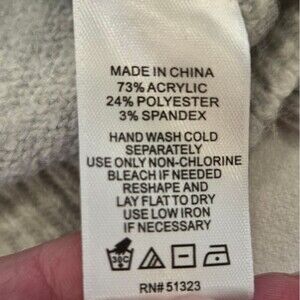 MADE IN CHINA
73% ACRYLIC
24% POLYESTER
3% SPANDEX
HAND WASH COLD
SEPARATELY
USE ONLY NON-CHLORINE
BLEACH IF NEEDED
RESHAPE AND
LAY FLAT TO DRY
USE LOW IRON
IF NECESSARY
30C
RN# 51323